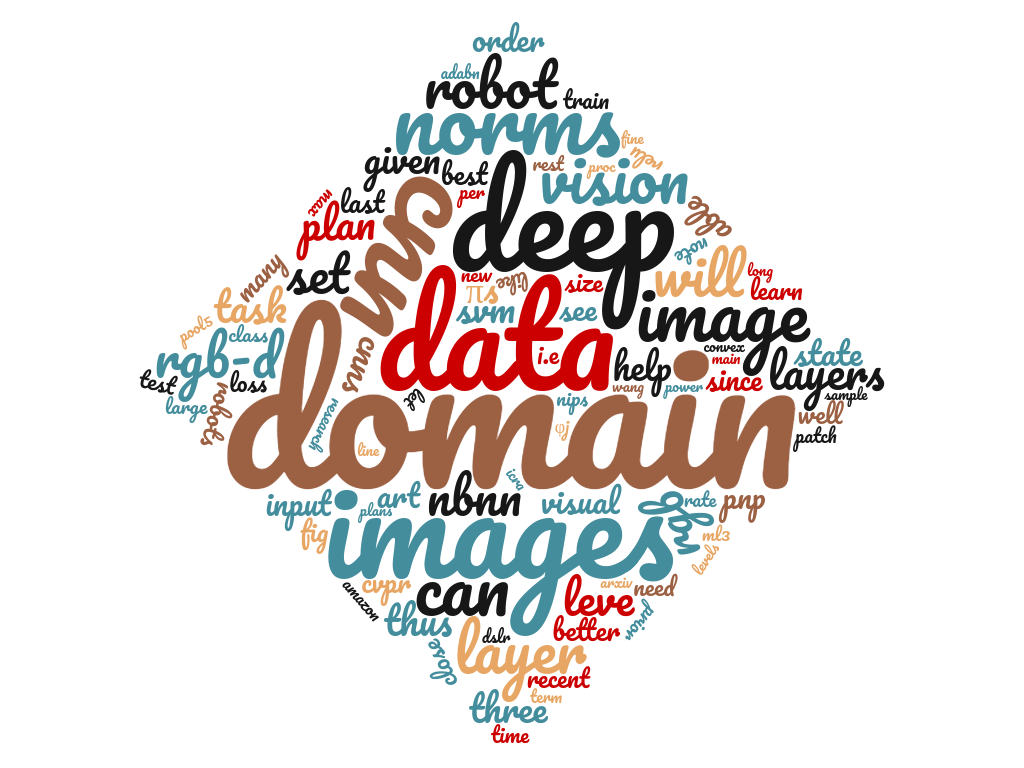 order
adabn
robot
train
norms
fine
relu
given
best
rest
proc
vision
per
max
last
cnn
deep
able
plan
note
many
set
new
like
size
will
long
learn
task
πs
svm
see
data
image
pool5
class
rgb-d
cnns
i.e
convex
main
state
help
test
loss
let
wang
power
since
layers
sample
large
robots
research
domain
nips
well
φj
patch
line
icra
input
plans
art
nbnn
visual
rgb
rate
pnp
fig
images
ml3
levels
amazon
cvpr
can
leve
arxiv
need
prior
thus
dslr
better
close
layer
recent
term
three
time